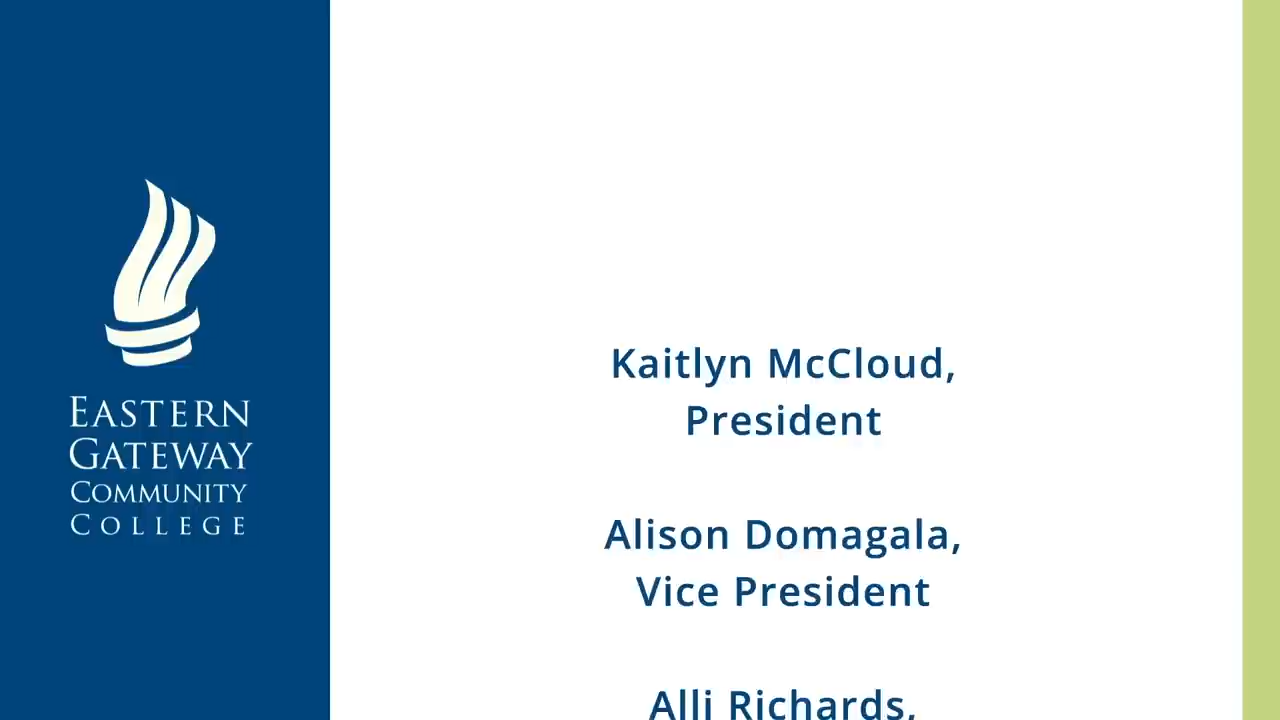 EASTERN
GATEWAY
COMMUNITY
COLLEGE
Kaitlyn McCloud,
President
Alison Domagala,
Vice President
Alli Richards,